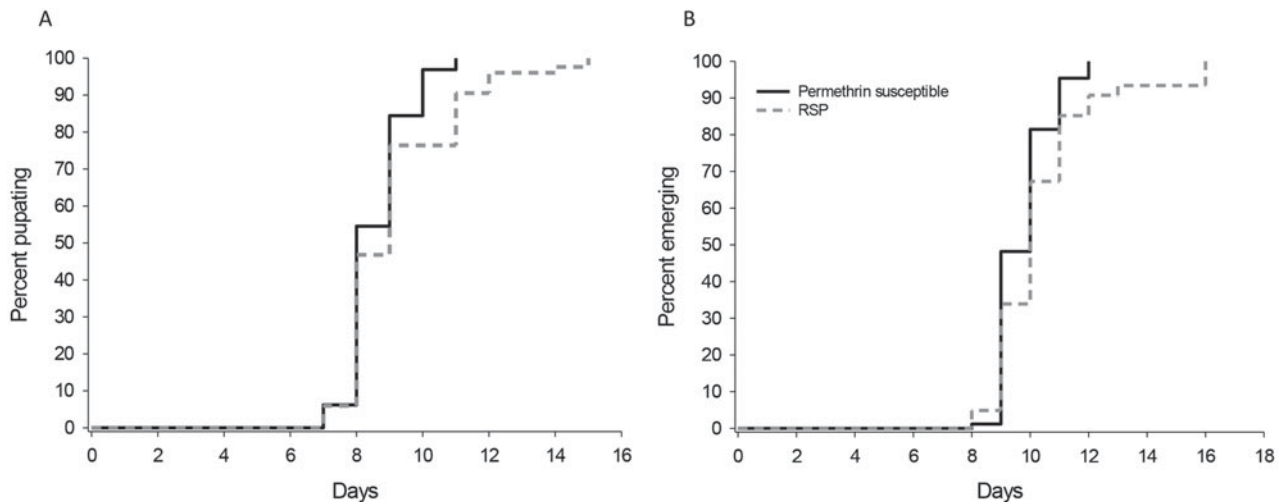 A
Percent pupating
100
90
80
70
60
50
40
30
20
10
0
0 2 4 6 8 10 12 14 16
Days
B
Percent emerging
100
90
80
70
60
50
40
30
20
10
0
Permethrin susceptible
RSP
0 2 4 6 8 10 12 14 16 18
Days